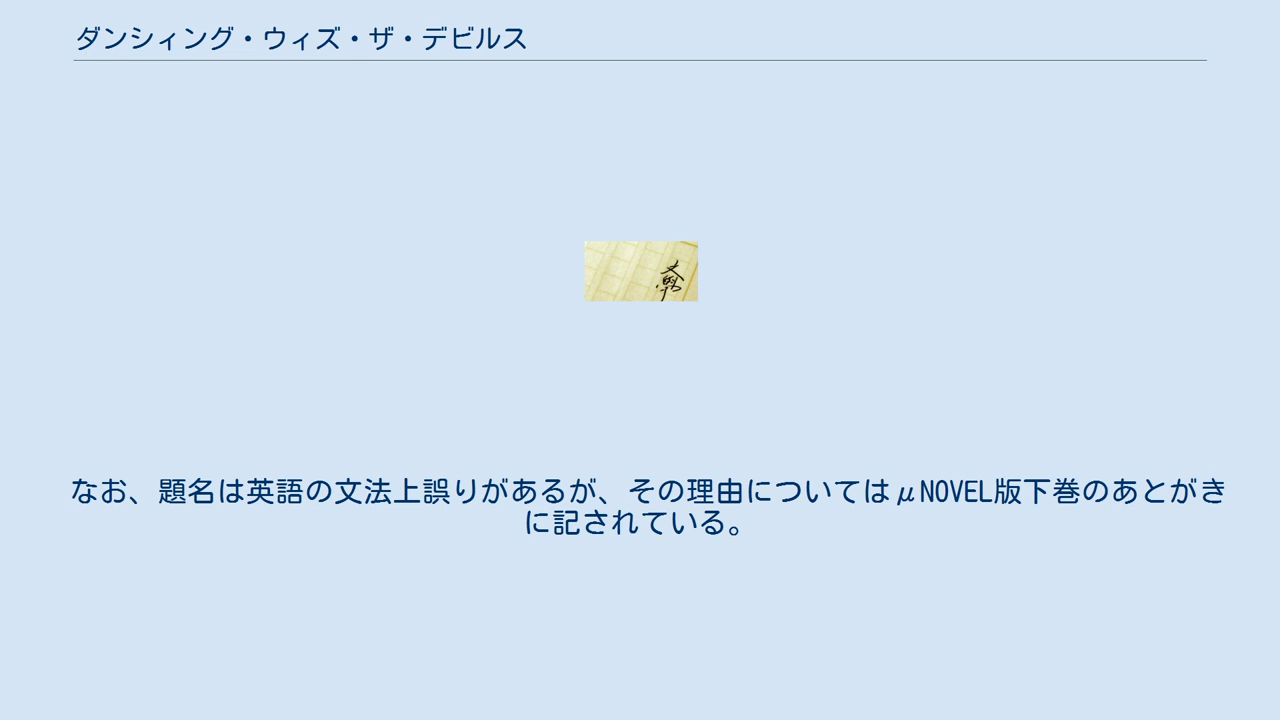 ダンシィング・ウィズ・ザ・デビルス
なお、題名は英語の文法上誤りがあるが、その理由についてはμNOVEL版下巻のあとがき
に記されている。